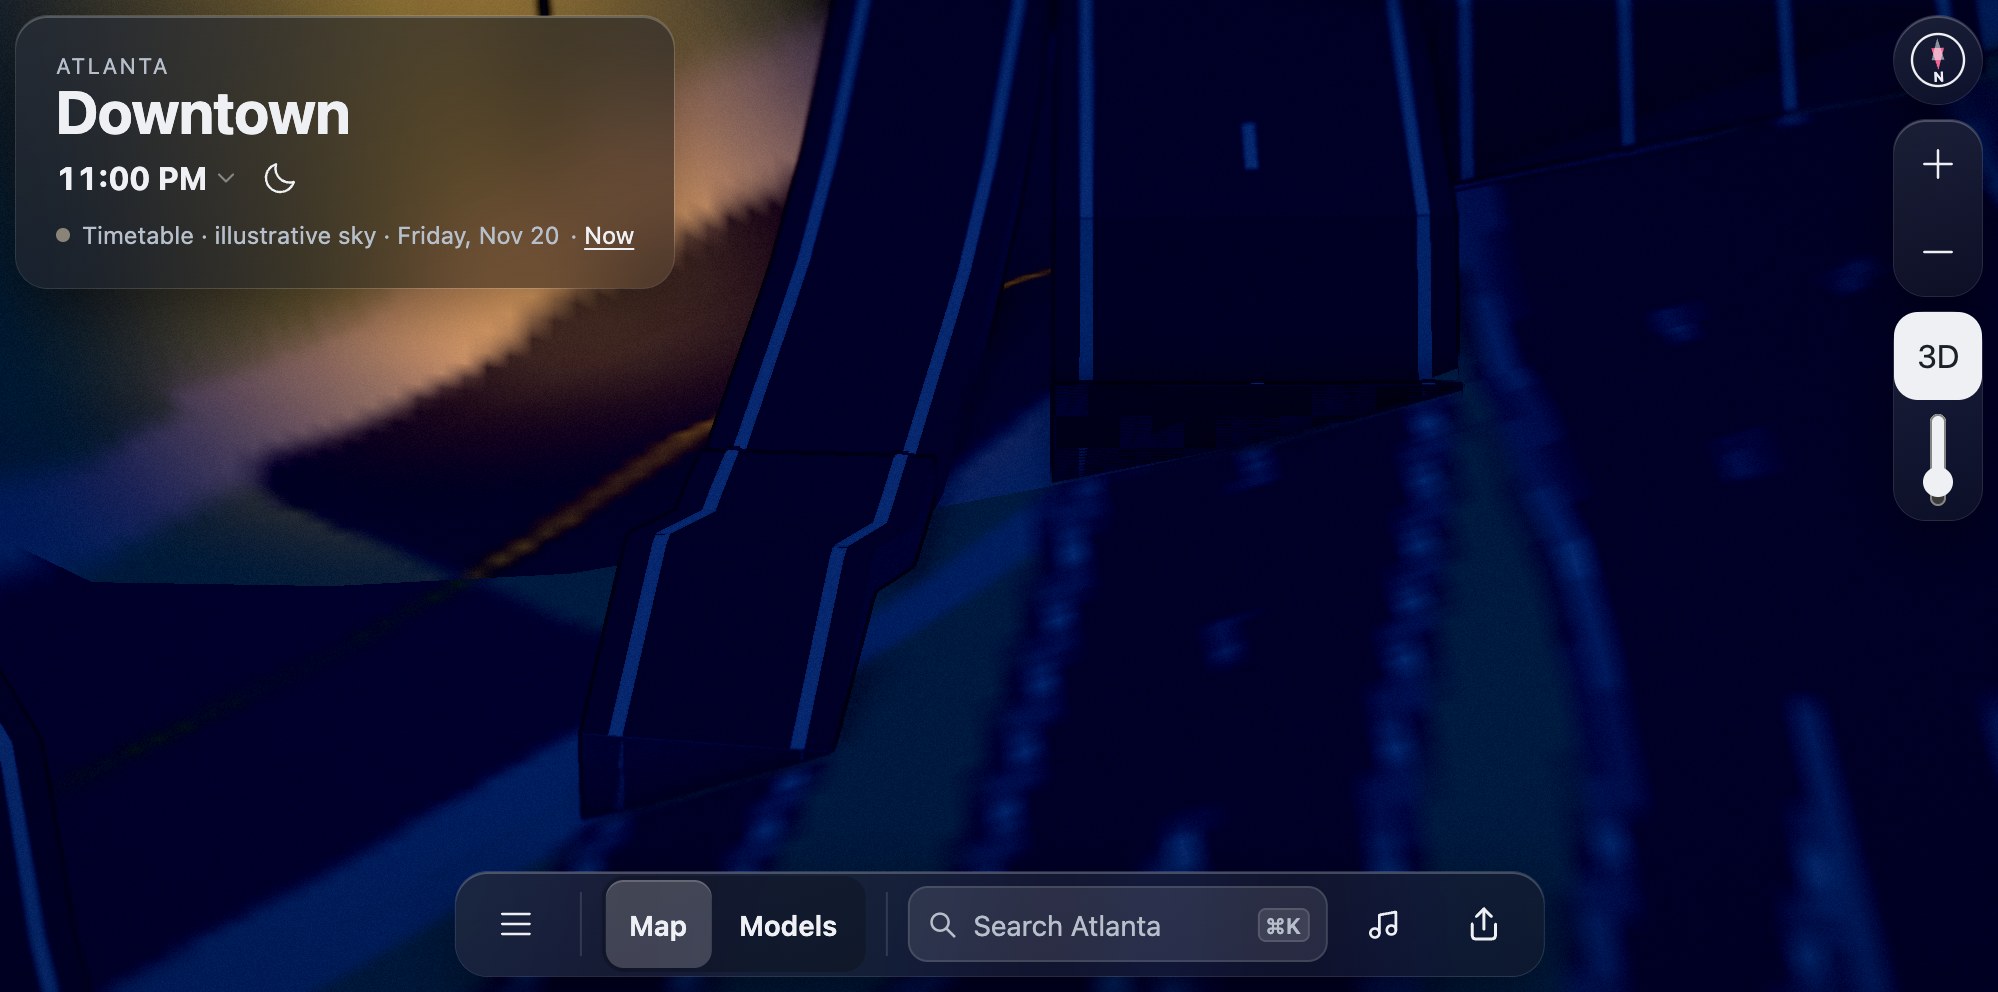 ATLANTA
Downtown
11:00 PM
Timetable · illustrative sky · Friday, Nov 20 · Now
N
3D
Map
Models
Search Atlanta
⌘K